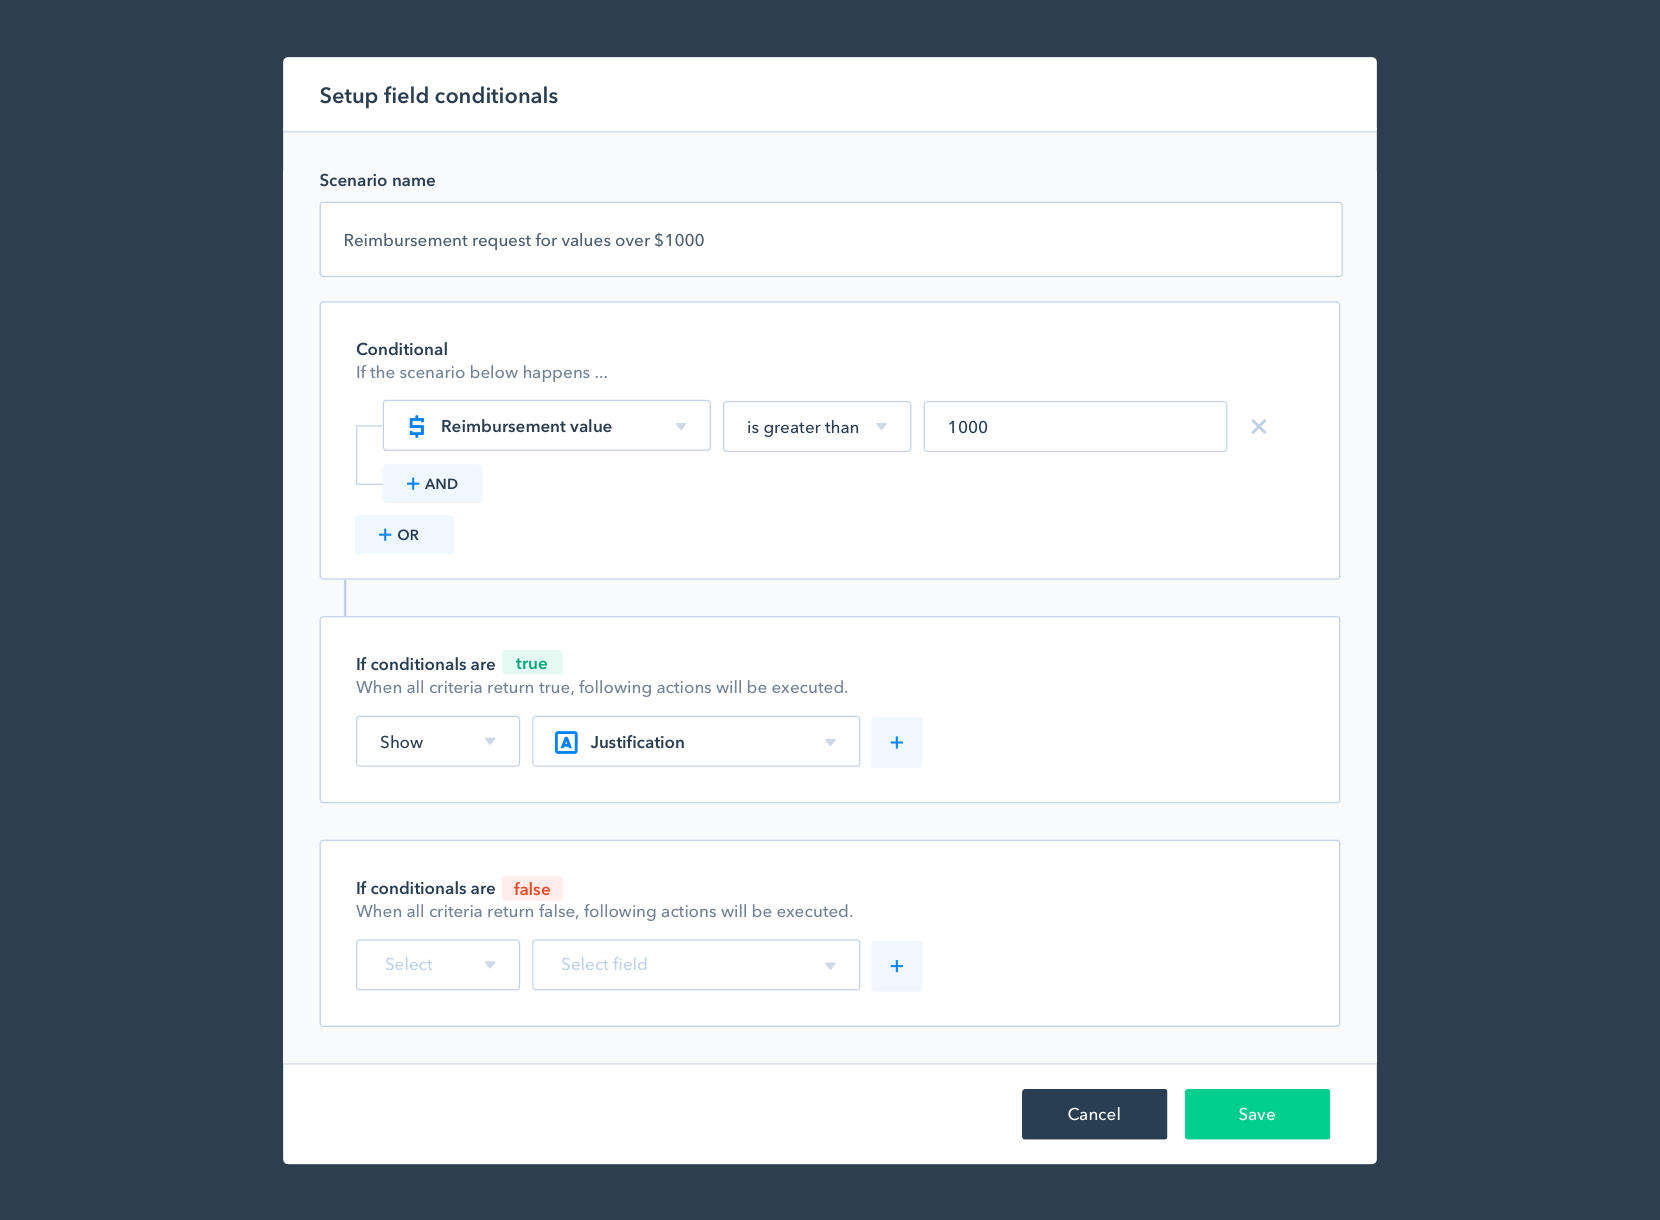 Setup field conditionals
Scenario name
Reimbursement request for values over $1000
Conditional
If the scenario below happens ...
$ Reimbursement value is greater than 1000
+ AND
+ OR
If conditionals are true
When all criteria return true, following actions will be executed.
Show A Justification +
If conditionals are false
When all criteria return false, following actions will be executed.
Select Select field +
Cancel Save